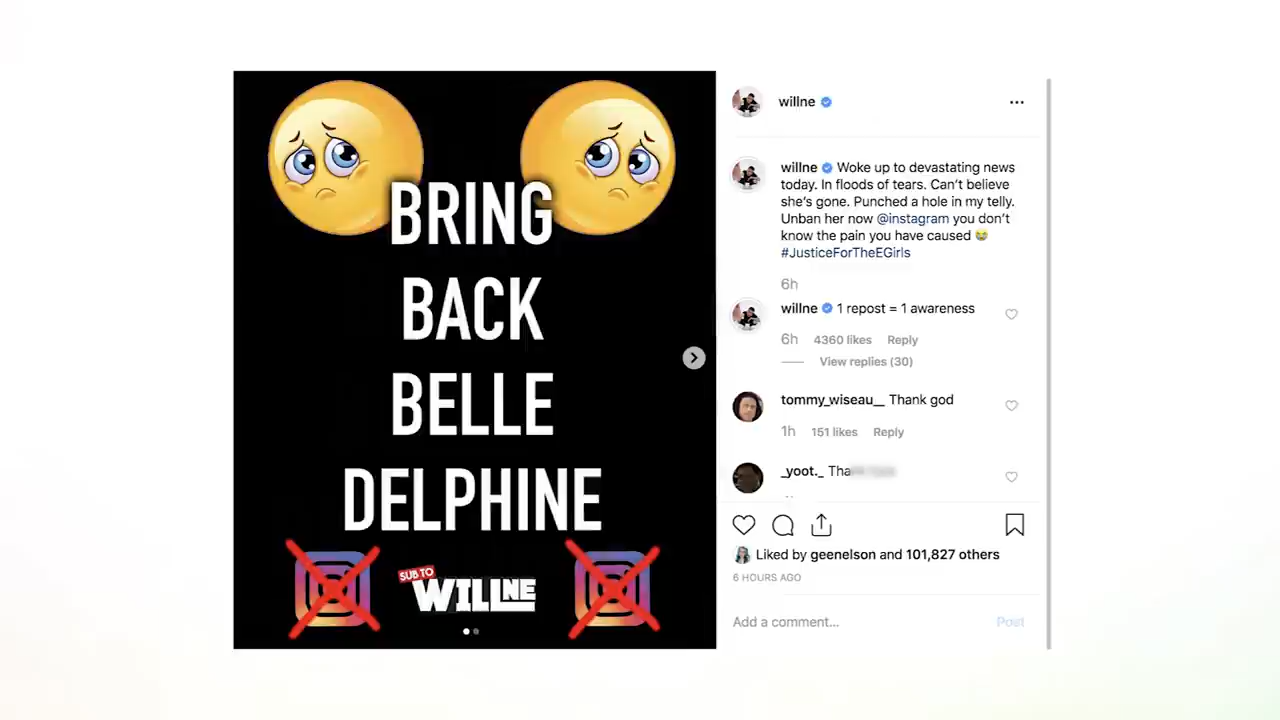 BRING
BACK
BELLE
DELPHINE
SUB TO
WILLNE
willne
willne Woke up to devastating news
today. In floods of tears. Can't believe
she's gone. Punched a hole in my telly.
Unban her now @instagram you don't
know the pain you have caused 😭
#JusticeForTheEGirls
6h
willne 1 repost = 1 awareness
6h 4360 likes Reply
View replies (30)
tommy_wiseau__ Thank god
1h 151 likes Reply
_yoot._ Tha
Liked by geenelson and 101,827 others
6 HOURS AGO
Add a comment...
Post